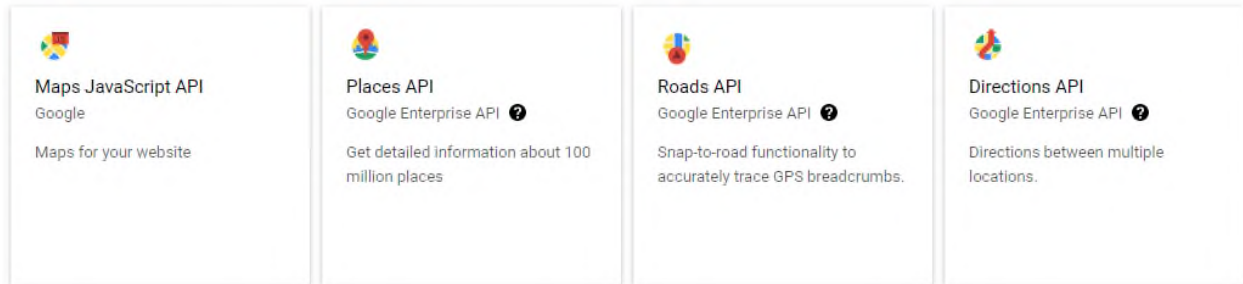 Maps JavaScript API
Google
Maps for your website
Places API
Google Enterprise API ?
Get detailed information about 100
million places
Roads API
Google Enterprise API ?
Snap-to-road functionality to
accurately trace GPS breadcrumbs.
Directions API
Google Enterprise API ?
Directions between multiple
locations.